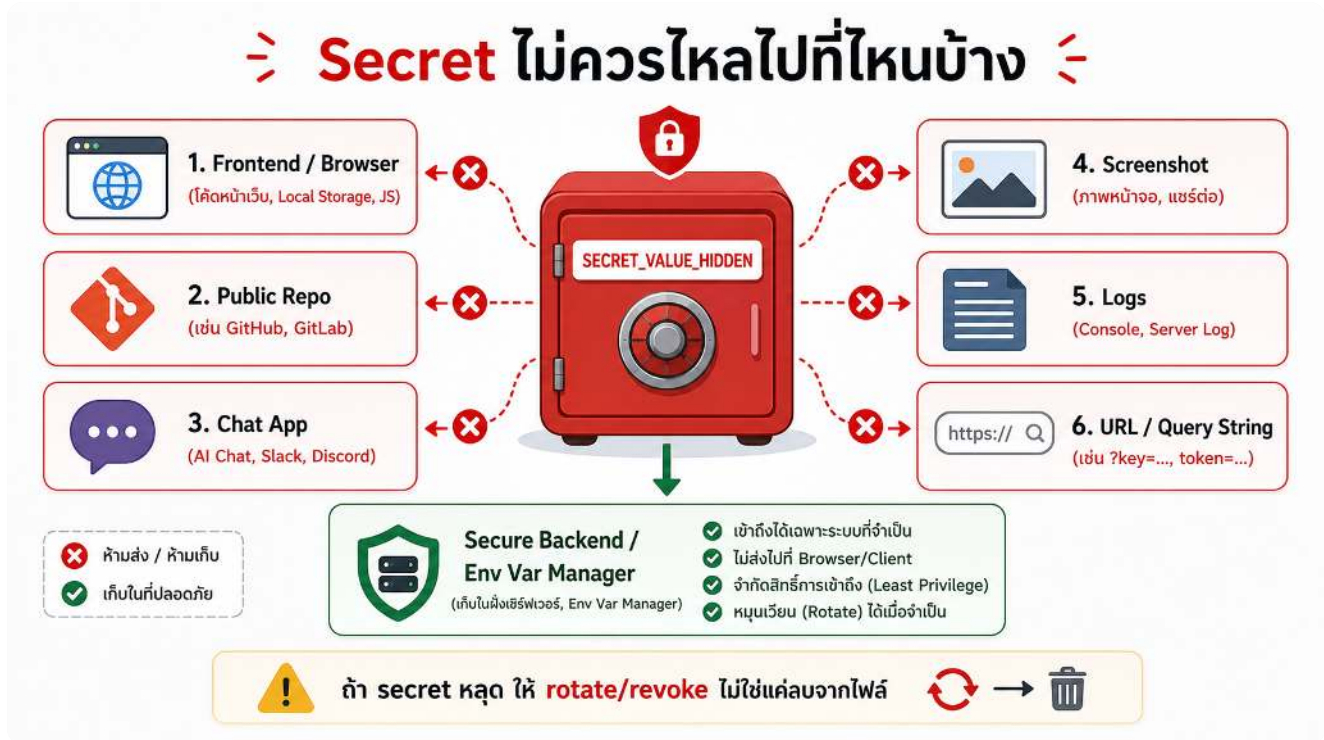 Secret ไม่ควรไหลไปที่ไหนบ้าง
1. Frontend / Browser
(โค้ดหน้าเว็บ, Local Storage, JS)
2. Public Repo
(เช่น GitHub, GitLab)
3. Chat App
(AI Chat, Slack, Discord)
SECRET_VALUE_HIDDEN
4. Screenshot
(ภาพหน้าจอ, แชร์ต่อ)
5. Logs
(Console, Server Log)
https://
6. URL / Query String
(เช่น ?key=..., token=...)
ห้ามส่ง / ห้ามเก็บ
เก็บในที่ปลอดภัย
Secure Backend /
Env Var Manager
(เก็บในฝั่งเซิร์ฟเวอร์, Env Var Manager)
เข้าถึงได้เฉพาะระบบที่จำเป็น
ไม่ส่งไปที่ Browser/Client
จำกัดสิทธิ์การเข้าถึง (Least Privilege)
หมุนเวียน (Rotate) ได้เมื่อจำเป็น
ถ้า secret หลุด ให้ rotate/revoke ไม่ใช่แค่ลบจากไฟล์